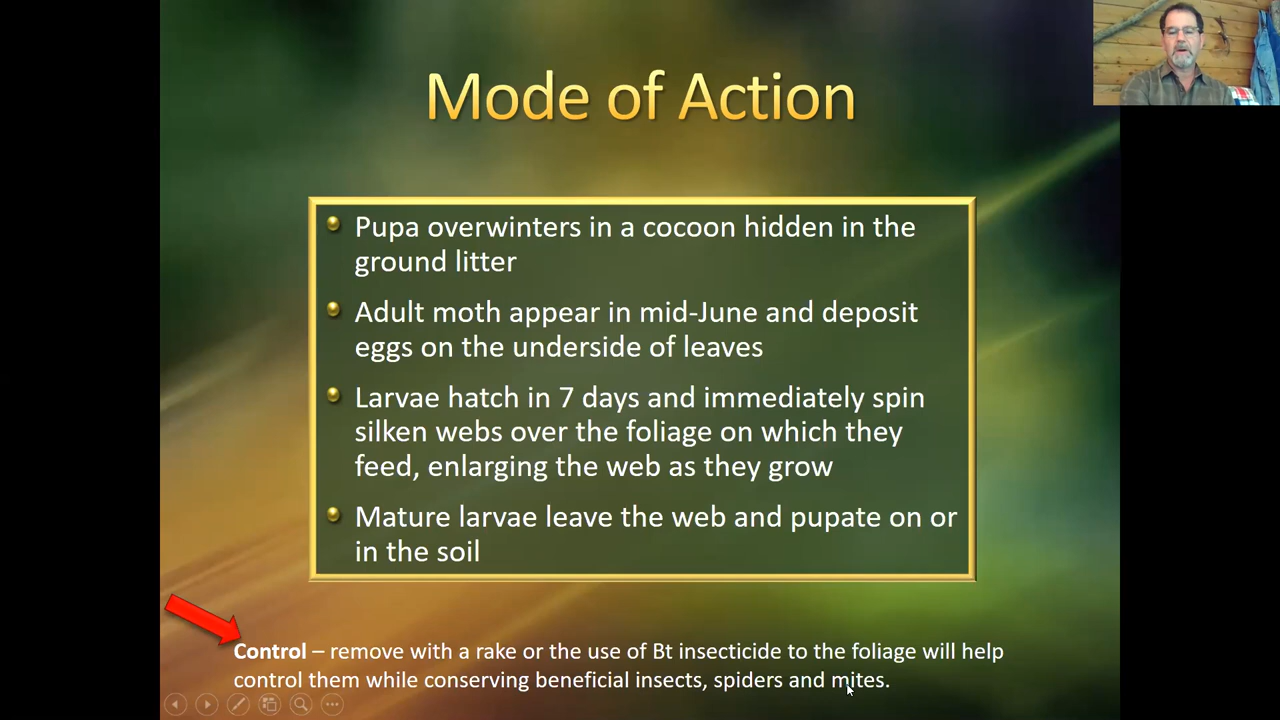 Mode of Action
Pupa overwinters in a cocoon hidden in the
ground litter
Adult moth appear in mid-June and deposit
eggs on the underside of leaves
Larvae hatch in 7 days and immediately spin
silken webs over the foliage on which they
feed, enlarging the web as they grow
Mature larvae leave the web and pupate on or
in the soil
Control – remove with a rake or the use of Bt insecticide to the foliage will help
control them while conserving beneficial insects, spiders and mites.